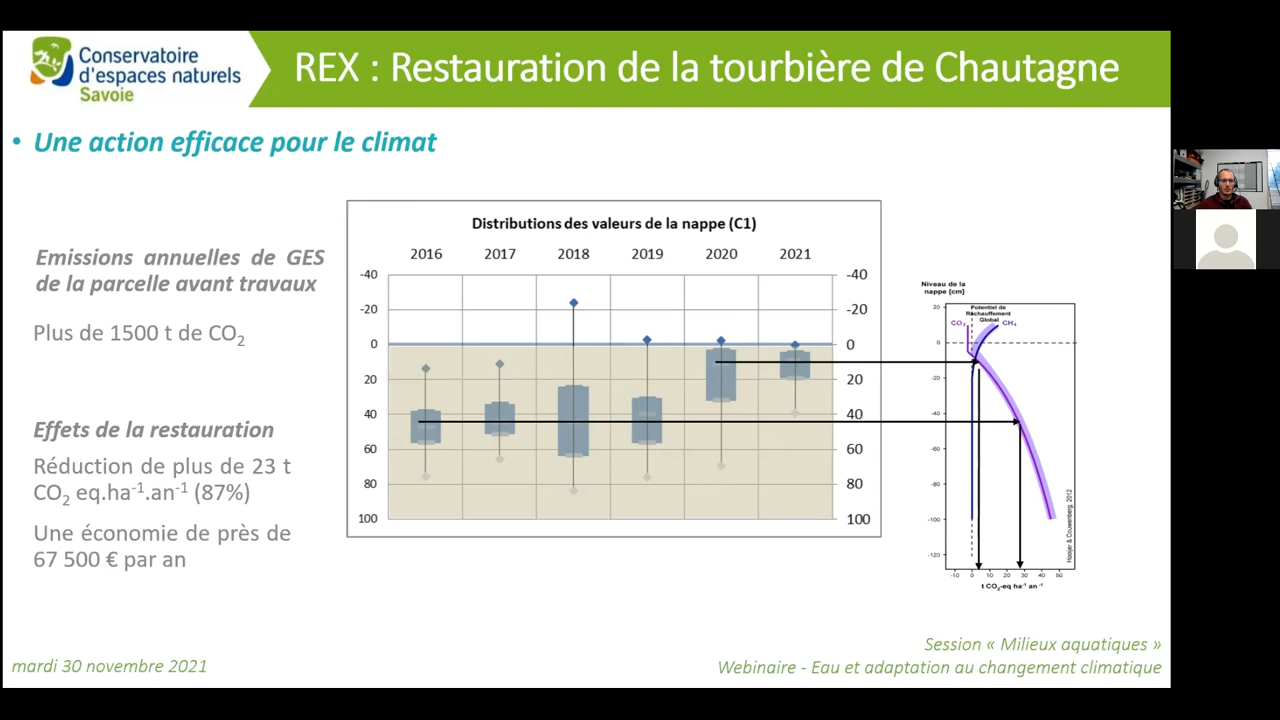 Conservatoire
d'espaces naturels
Savoie
REX : Restauration de la tourbière de Chautagne
• Une action efficace pour le climat
Emissions annuelles de GES
de la parcelle avant travaux
Plus de 1500 t de CO2
Effets de la restauration
Réduction de plus de 23 t
CO2 eq.ha-1.an-1 (87%)
Une économie de près de
67 500 € par an
Distributions des valeurs de la nappe (C1)
2016 2017 2018 2019 2020 2021
-40 -40
-20 -20
0 0
20 20
40 40
60 60
80 80
100 100
Niveau de la
nappe [cm]
Potentiel de
Réchauffement
Global
CO2 CH4
20
0
-20
-40
-60
-80
-100
-120
Hooijer & Couwenberg, 2012
-10 0 10 20 30 40 50
t CO2-eq ha-1 an-1
mardi 30 novembre 2021
Session « Milieux aquatiques »
Webinaire - Eau et adaptation au changement climatique